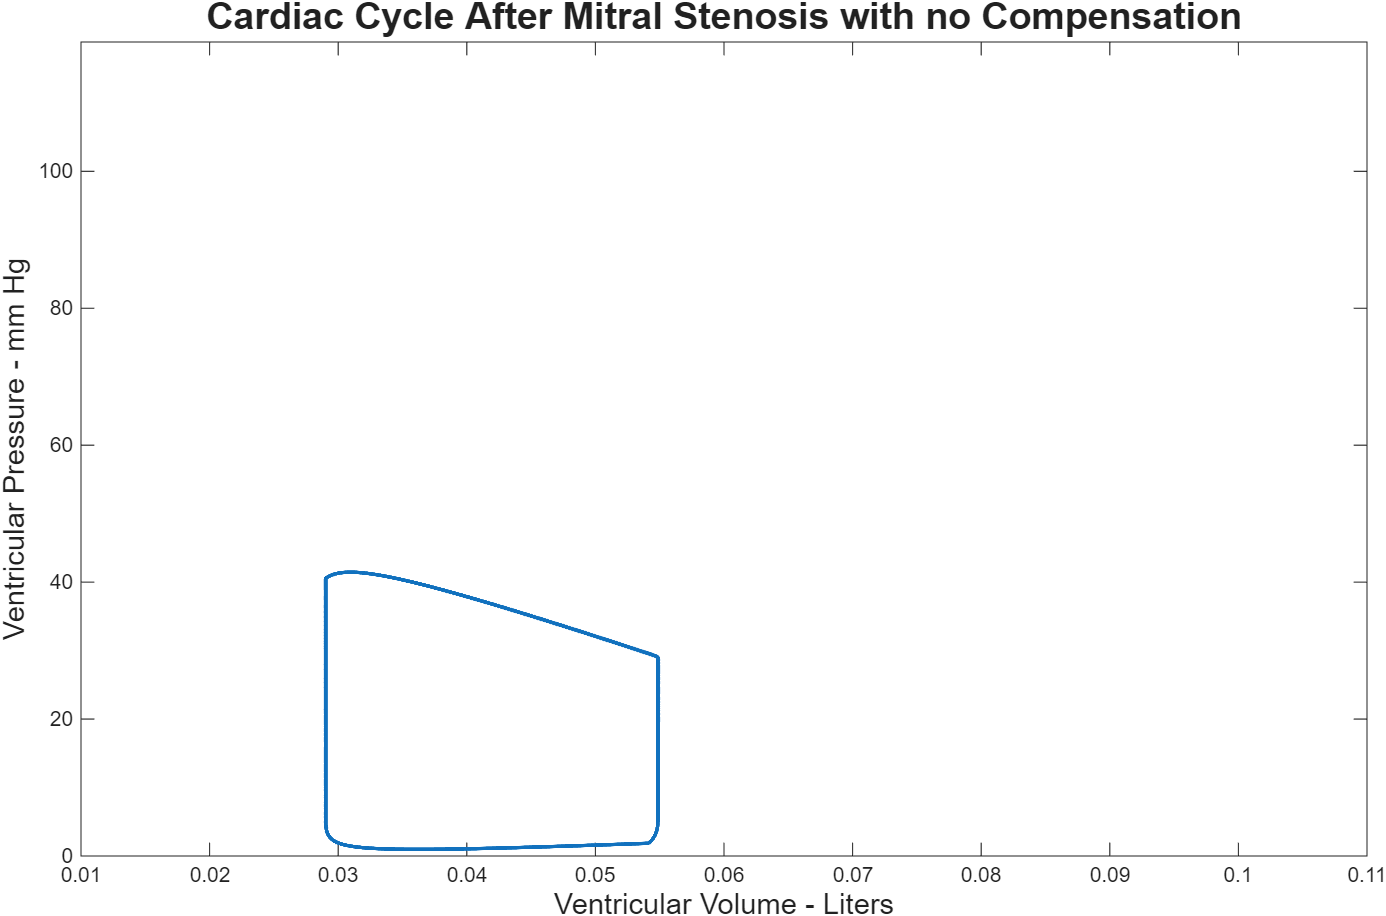 Cardiac Cycle After Mitral Stenosis with no Compensation
Ventricular Pressure - mm Hg
100
80
60
40
20
0
0.01 0.02 0.03 0.04 0.05 0.06 0.07 0.08 0.09 0.1 0.11
Ventricular Volume - Liters